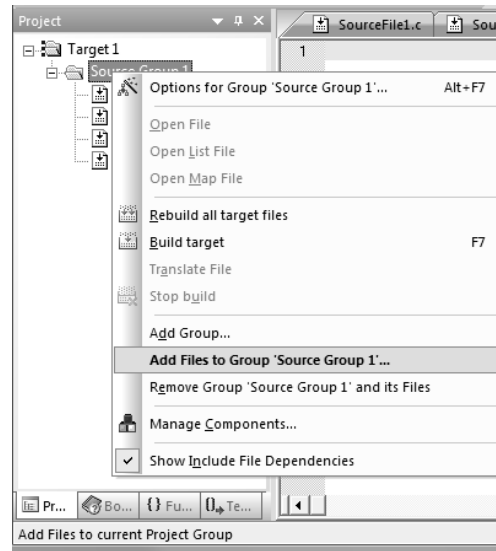 Project
SourceFile1.c
Sou
Target 1
1
Source Group 1
Options for Group 'Source Group 1'... Alt+F7
Open File
Open List File
Open Map File
Rebuild all target files
Build target F7
Translate File
Stop build
Add Group...
Add Files to Group 'Source Group 1'...
Remove Group 'Source Group 1' and its Files
Manage Components...
Show Include File Dependencies
Pr... Bo... {} Fu... 0 Te...
Add Files to current Project Group